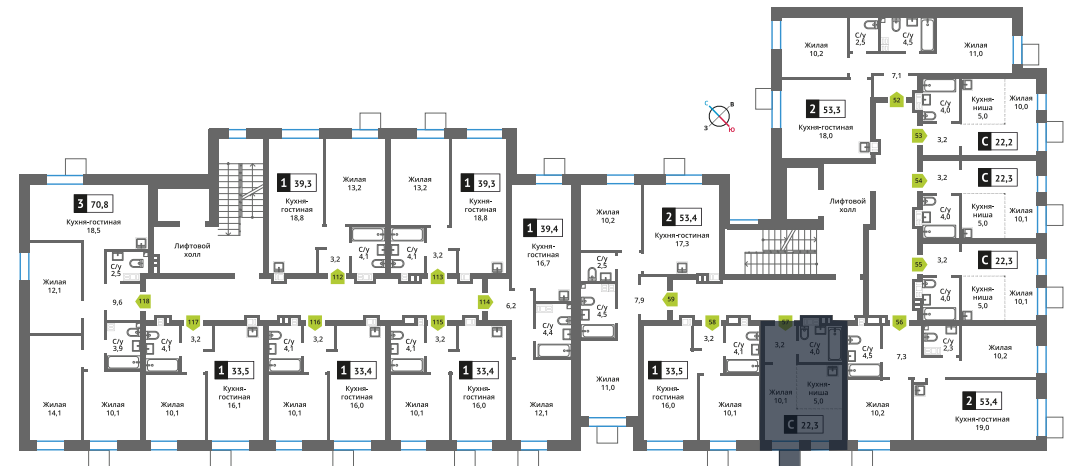 Жилая
10,2
С/у
2,5
С/у
4,5
Жилая
11,0
7,1
52
2 53,3
Кухня-гостиная
18,0
С/у
4,0
Кухня-
ниша
5,0
Жилая
10,0
53
3,2
С 22,2
54
3,2
С 22,3
С/у
4,0
Кухня-
ниша
5,0
Жилая
10,1
55
3,2
С 22,3
С/у
4,0
Кухня-
ниша
5,0
Жилая
10,1
Лифтовой
холл
С
В
З
Ю
3 70,8
Кухня-гостиная
18,5
Лифтовой
холл
1 39,3
Кухня-
гостиная
18,8
Жилая
13,2
3,2
С/у
4,1
112
Жилая
13,2
1 39,3
Кухня-
гостиная
18,8
С/у
4,1
3,2
113
1 39,4
Кухня-
гостиная
16,7
114
6,2
С/у
4,4
Жилая
12,1
Жилая
10,2
2 53,4
Кухня-гостиная
17,3
С/у
2,5
7,9
59
С/у
4,5
Жилая
11,0
Жилая
12,1
С/у
2,5
9,6
118
С/у
3,9
Жилая
14,1
Жилая
10,1
117
С/у
4,1
3,2
1 33,5
Кухня-
гостиная
16,1
Жилая
10,1
116
С/у
4,1
3,2
1 33,4
Кухня-
гостиная
16,0
Жилая
10,1
115
С/у
4,1
3,2
1 33,4
Кухня-
гостиная
16,0
Жилая
10,1
58
3,2
С/у
4,1
1 33,5
Кухня-
гостиная
16,0
Жилая
10,1
57
3,2
С/у
4,0
Жилая
10,1
Кухня-
ниша
5,0
С 22,3
56
С/у
4,5
7,3
С/у
2,3
Жилая
10,2
Жилая
10,2
2 53,4
Кухня-гостиная
19,0